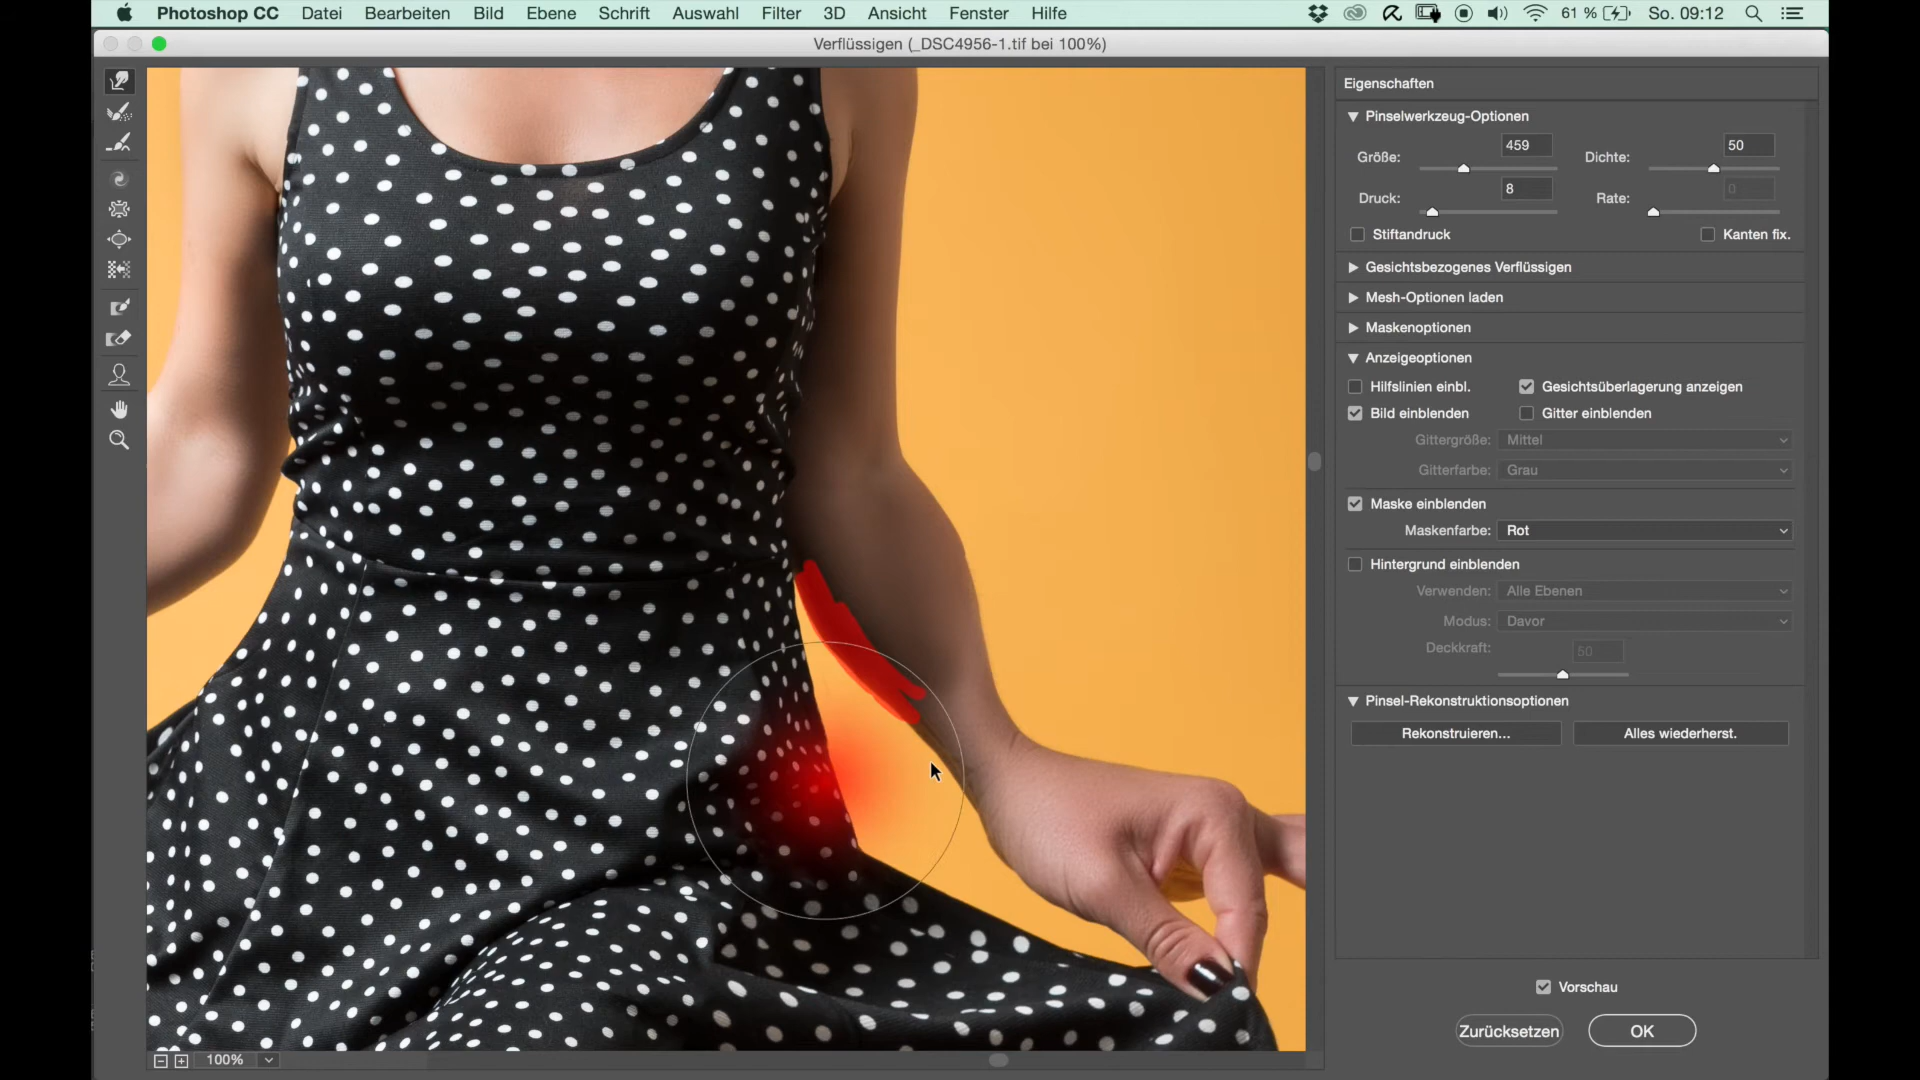 Photoshop CC Datei Bearbeiten Bild Ebene Schrift Auswahl Filter 3D Ansicht Fenster Hilfe 61 % So. 09:12
Verflüssigen (_DSC4956-1.tif bei 100%)
Eigenschaften
Pinselwerkzeug-Optionen
Größe: 459 Dichte: 50
Druck: 8 Rate: 0
Stiftandruck Kanten fix.
Gesichtsbezogenes Verflüssigen
Mesh-Optionen laden
Maskenoptionen
Anzeigeoptionen
Hilfslinien einbl. Gesichtsüberlagerung anzeigen
Bild einblenden Gitter einblenden
Gittergröße: Mittel
Gitterfarbe: Grau
Maske einblenden
Maskenfarbe: Rot
Hintergrund einblenden
Verwenden: Alle Ebenen
Modus: Davor
Deckkraft: 50
Pinsel-Rekonstruktionsoptionen
Rekonstruieren... Alles wiederherst.
Vorschau
Zurücksetzen OK
100%